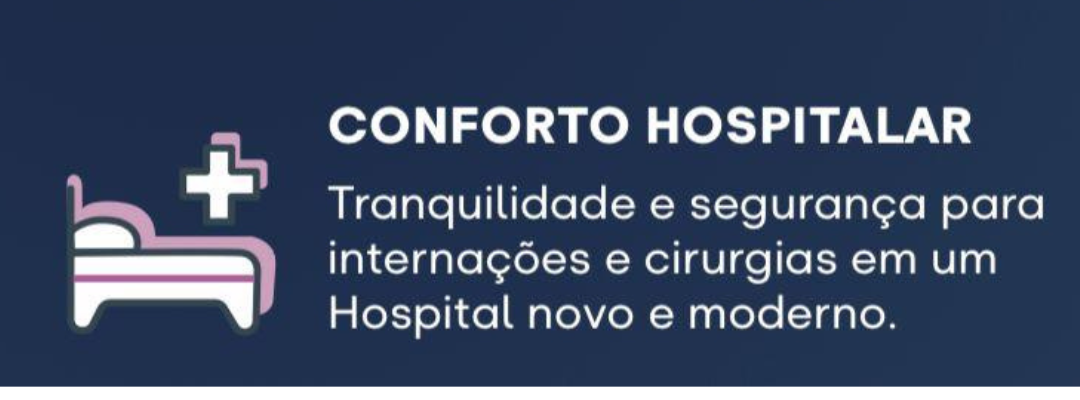 CONFORTO HOSPITALAR
Tranquilidade e segurança para
internações e cirurgias em um
Hospital novo e moderno.